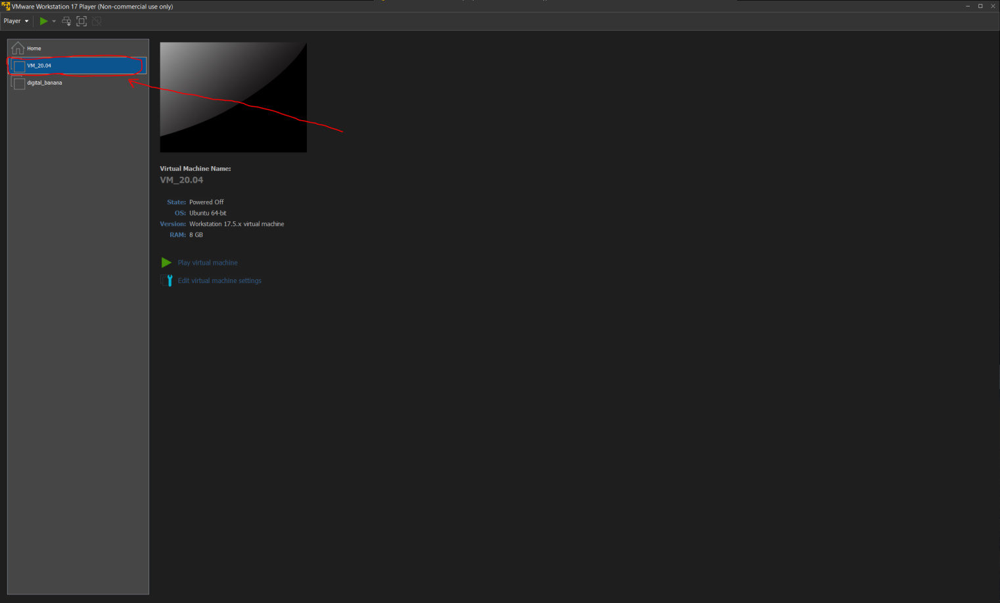 VMware Workstation 17 Player (Non-commercial use only)
Player
Home
VM_20.04
digital_banana
Virtual Machine Name:
VM_20.04
State: Powered Off
OS: Ubuntu 64-bit
Version: Workstation 17.5.x virtual machine
RAM: 8 GB
Play virtual machine
Edit virtual machine settings